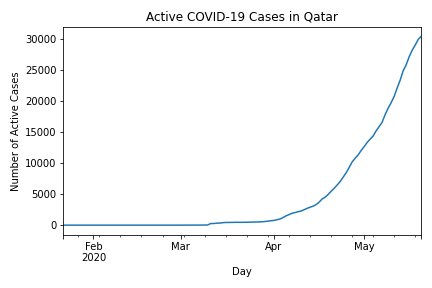 Active COVID-19 Cases in Qatar
30000
25000
20000
15000
10000
5000
0
Number of Active Cases
Feb
2020
Mar
Apr
May
Day